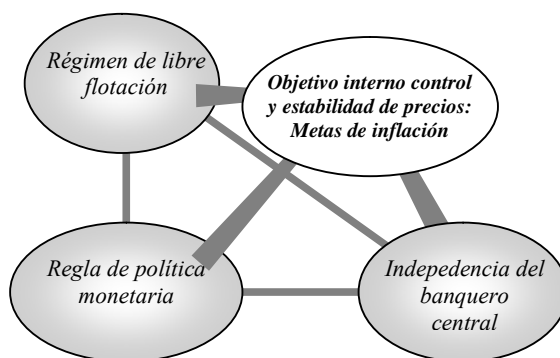 Régimen de libre
flotación
Objetivo interno control
y estabilidad de precios:
Metas de inflación
Regla de política
monetaria
Indepedencia del
banquero
central